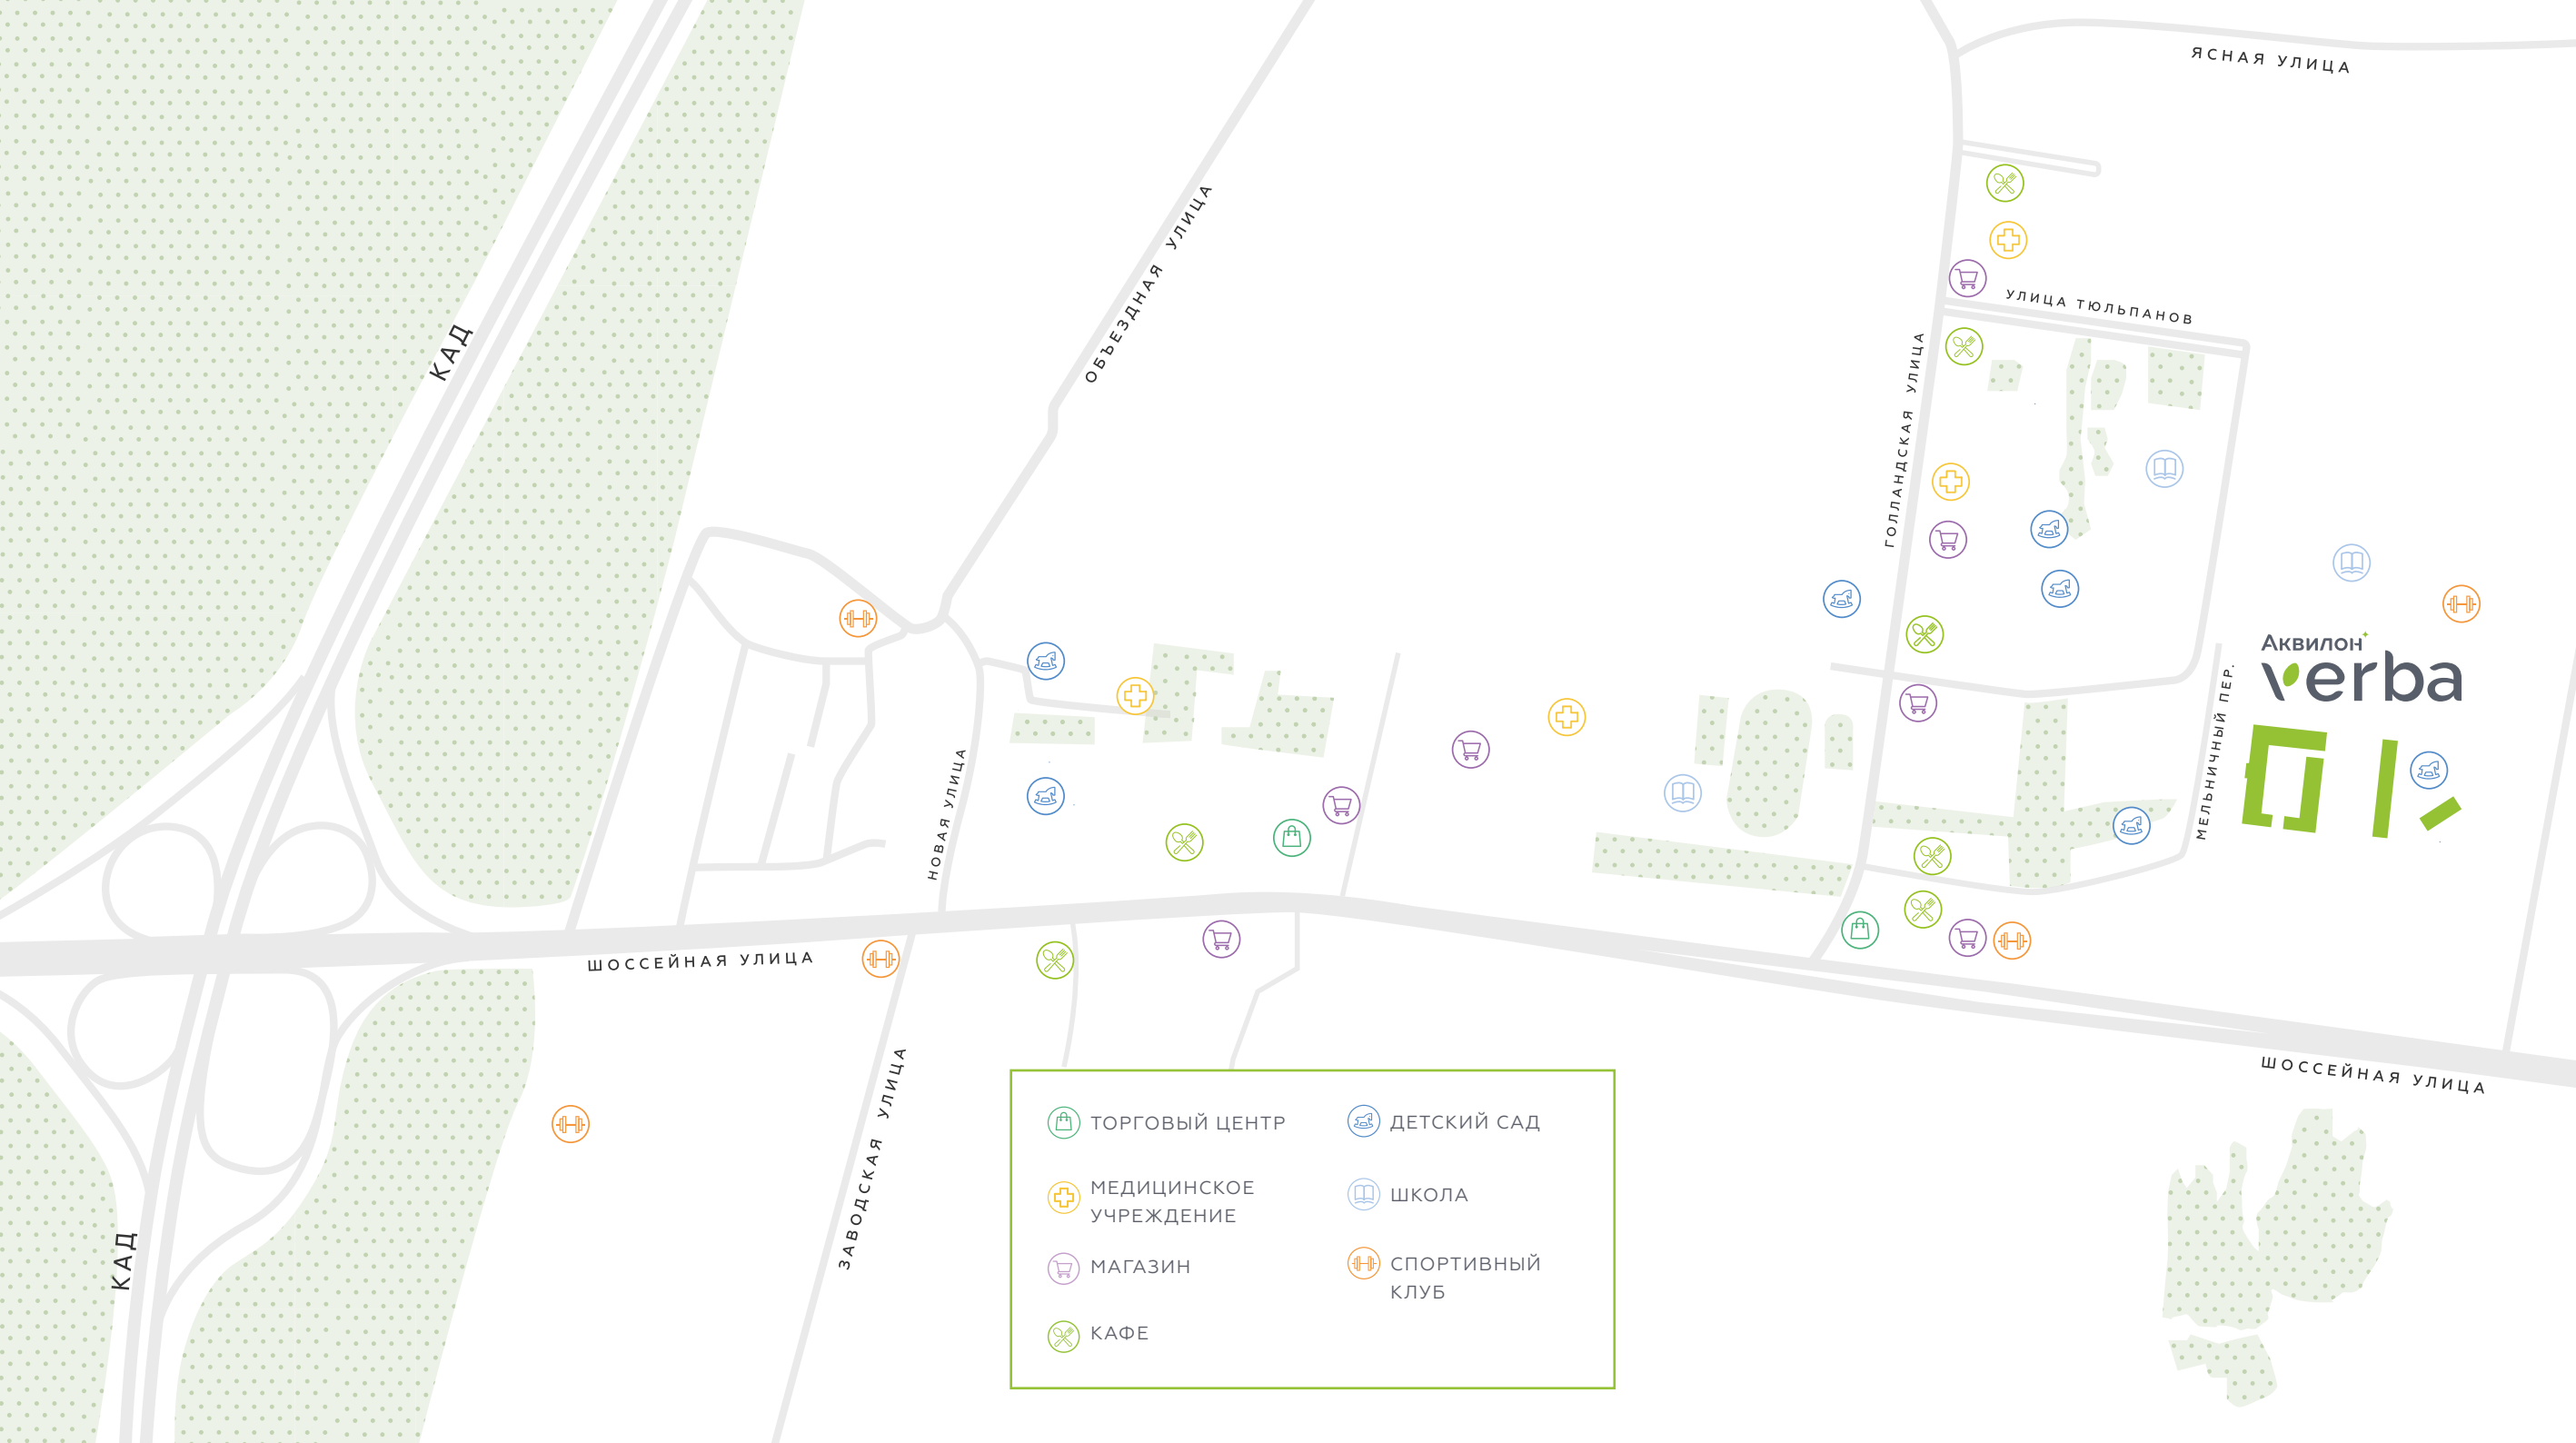 ЯСНАЯ УЛИЦА
ОБЪЕЗДНАЯ УЛИЦА
УЛИЦА ТЮЛЬПАНОВ
КАД
ГОЛЛАНДСКАЯ УЛИЦА
Аквилон
verba
МЕЛЬНИЧНЫЙ ПЕР.
НОВАЯ УЛИЦА
ШОССЕЙНАЯ УЛИЦА
ШОССЕЙНАЯ УЛИЦА
ЗАВОДСКАЯ УЛИЦА
КАД
ТОРГОВЫЙ ЦЕНТР
МЕДИЦИНСКОЕ
УЧРЕЖДЕНИЕ
МАГАЗИН
КАФЕ
ДЕТСКИЙ САД
ШКОЛА
СПОРТИВНЫЙ
КЛУБ